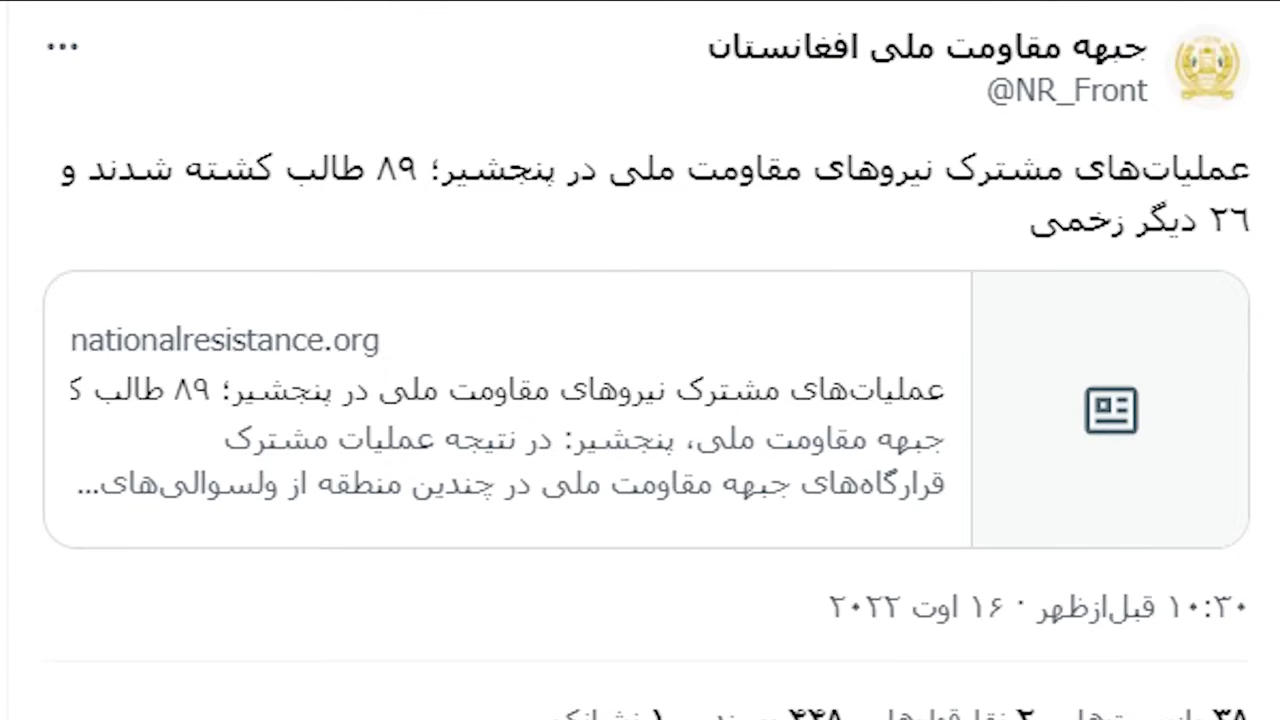 جبهه مقاومت ملی افغانستان
@NR_Front
عملیات‌های مشترک نیروهای مقاومت ملی در پنجشیر؛ ۸۹ طالب کشته شدند و
۲٦ دیگر زخمی
nationalresistance.org
عملیات‌های مشترک نیروهای مقاومت ملی در پنجشیر؛ ۸۹ طالب ک
جبهه مقاومت ملی، پنجشیر: در نتیجه عملیات مشترک
قرارگاه‌های جبهه مقاومت ملی در چندین منطقه از ولسوالی‌های...
۱۰:۳۰ قبل‌ازظهر · ۱۶ اوت ۲۰۲۲